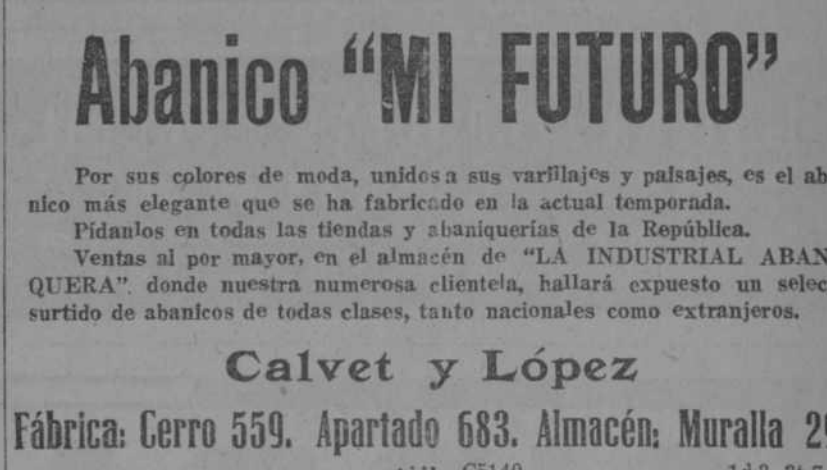 Abanico “MI FUTURO”
Por sus colores de moda, unidos a sus varillajes y paisajes, es el ab
nico más elegante que se ha fabricado en la actual temporada.
Pídanlos en todas las tiendas y abaniquerías de la República.
Ventas al por mayor, en el almacén de “LA INDUSTRIAL ABAN
QUERA”. donde nuestra numerosa clientela, hallará expuesto un selec
surtido de abanicos de todas clases, tanto nacionales como extranjeros.
Calvet y López
Fábrica: Cerro 559. Apartado 683. Almacén: Muralla 2
C5140